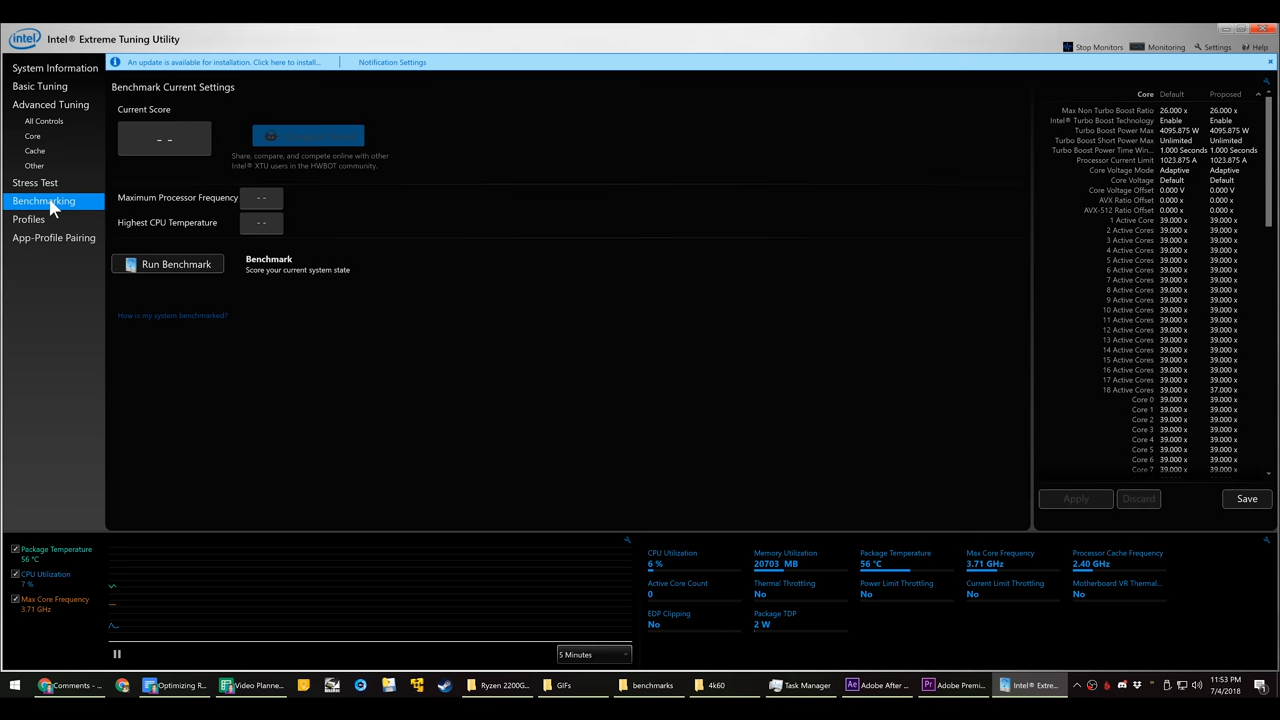 intel Intel® Extreme Tuning Utility
Stop Monitors Monitoring Settings Help
System Information
Basic Tuning
Advanced Tuning
All Controls
Core
Cache
Other
Stress Test
Benchmarking
Profiles
App-Profile Pairing
An update is available for installation. Click here to install... Notification Settings
Benchmark Current Settings
Current Score
- -
Share, compare, and compete online with other
Intel® XTU users in the HWBOT community.
Maximum Processor Frequency - -
Highest CPU Temperature - -
Run Benchmark
Benchmark
Score your current system state
How is my system benchmarked?
Core Default Proposed
Max Non Turbo Boost Ratio 26.000 x 26.000 x
Intel® Turbo Boost Technology Enable Enable
Turbo Boost Power Max 4095.875 W 4095.875 W
Turbo Boost Short Power Max Unlimited Unlimited
Turbo Boost Power Time Win... 1.000 Seconds 1.000 Seconds
Processor Current Limit 1023.875 A 1023.875 A
Core Voltage Mode Adaptive Adaptive
Core Voltage Default Default
Core Voltage Offset 0.000 V 0.000 V
AVX Ratio Offset 0.000 x 0.000 x
AVX-512 Ratio Offset 0.000 x 0.000 x
1 Active Core 39.000 x 39.000 x
2 Active Cores 39.000 x 39.000 x
3 Active Cores 39.000 x 39.000 x
4 Active Cores 39.000 x 39.000 x
5 Active Cores 39.000 x 39.000 x
6 Active Cores 39.000 x 39.000 x
7 Active Cores 39.000 x 39.000 x
8 Active Cores 39.000 x 39.000 x
9 Active Cores 39.000 x 39.000 x
10 Active Cores 39.000 x 39.000 x
11 Active Cores 39.000 x 39.000 x
12 Active Cores 39.000 x 39.000 x
13 Active Cores 39.000 x 39.000 x
14 Active Cores 39.000 x 39.000 x
15 Active Cores 39.000 x 39.000 x
16 Active Cores 39.000 x 39.000 x
17 Active Cores 39.000 x 39.000 x
18 Active Cores 39.000 x 37.000 x
Core 0 39.000 x 39.000 x
Core 1 39.000 x 39.000 x
Core 2 39.000 x 39.000 x
Core 3 39.000 x 39.000 x
Core 4 39.000 x 39.000 x
Core 5 39.000 x 39.000 x
Core 6 39.000 x 39.000 x
Core 7 39.000 x 39.000 x
Apply Discard Save
Package Temperature
56 °C
CPU Utilization
7 %
Max Core Frequency
3.71 GHz
5 Minutes
CPU Utilization Memory Utilization Package Temperature Max Core Frequency Processor Cache Frequency
6 % 20703 MB 56 °C 3.71 GHz 2.40 GHz
Active Core Count Thermal Throttling Power Limit Throttling Current Limit Throttling Motherboard VR Thermal...
0 No No No No
EDP Clipping Package TDP
No 2 W
Comments - ... Optimizing R... Video Planne... Ryzen 2200G... GIFs benchmarks 4k60 Task Manager Adobe After ... Adobe Premi... Intel® Extre...
11:53 PM
7/4/2018